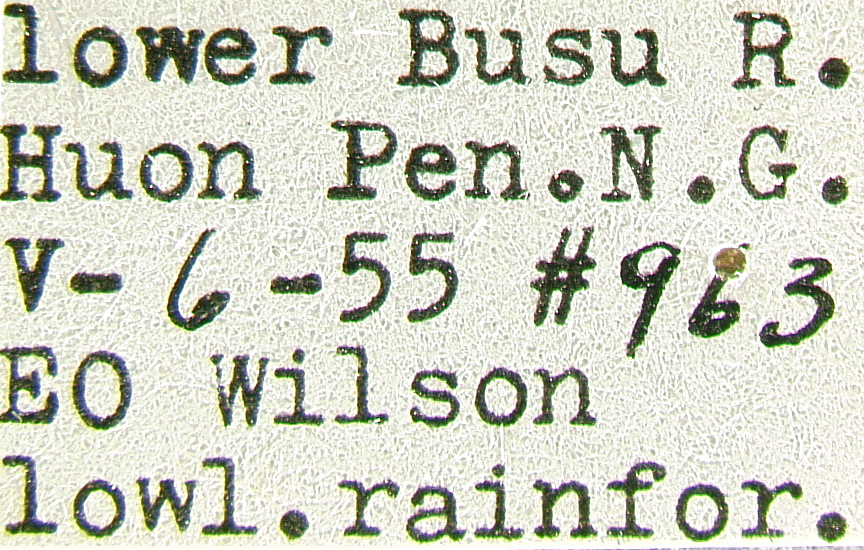 lower Busu R.
Huon Pen.N.G.
V-6-55 #963
EO Wilson
lowl.rainfor.